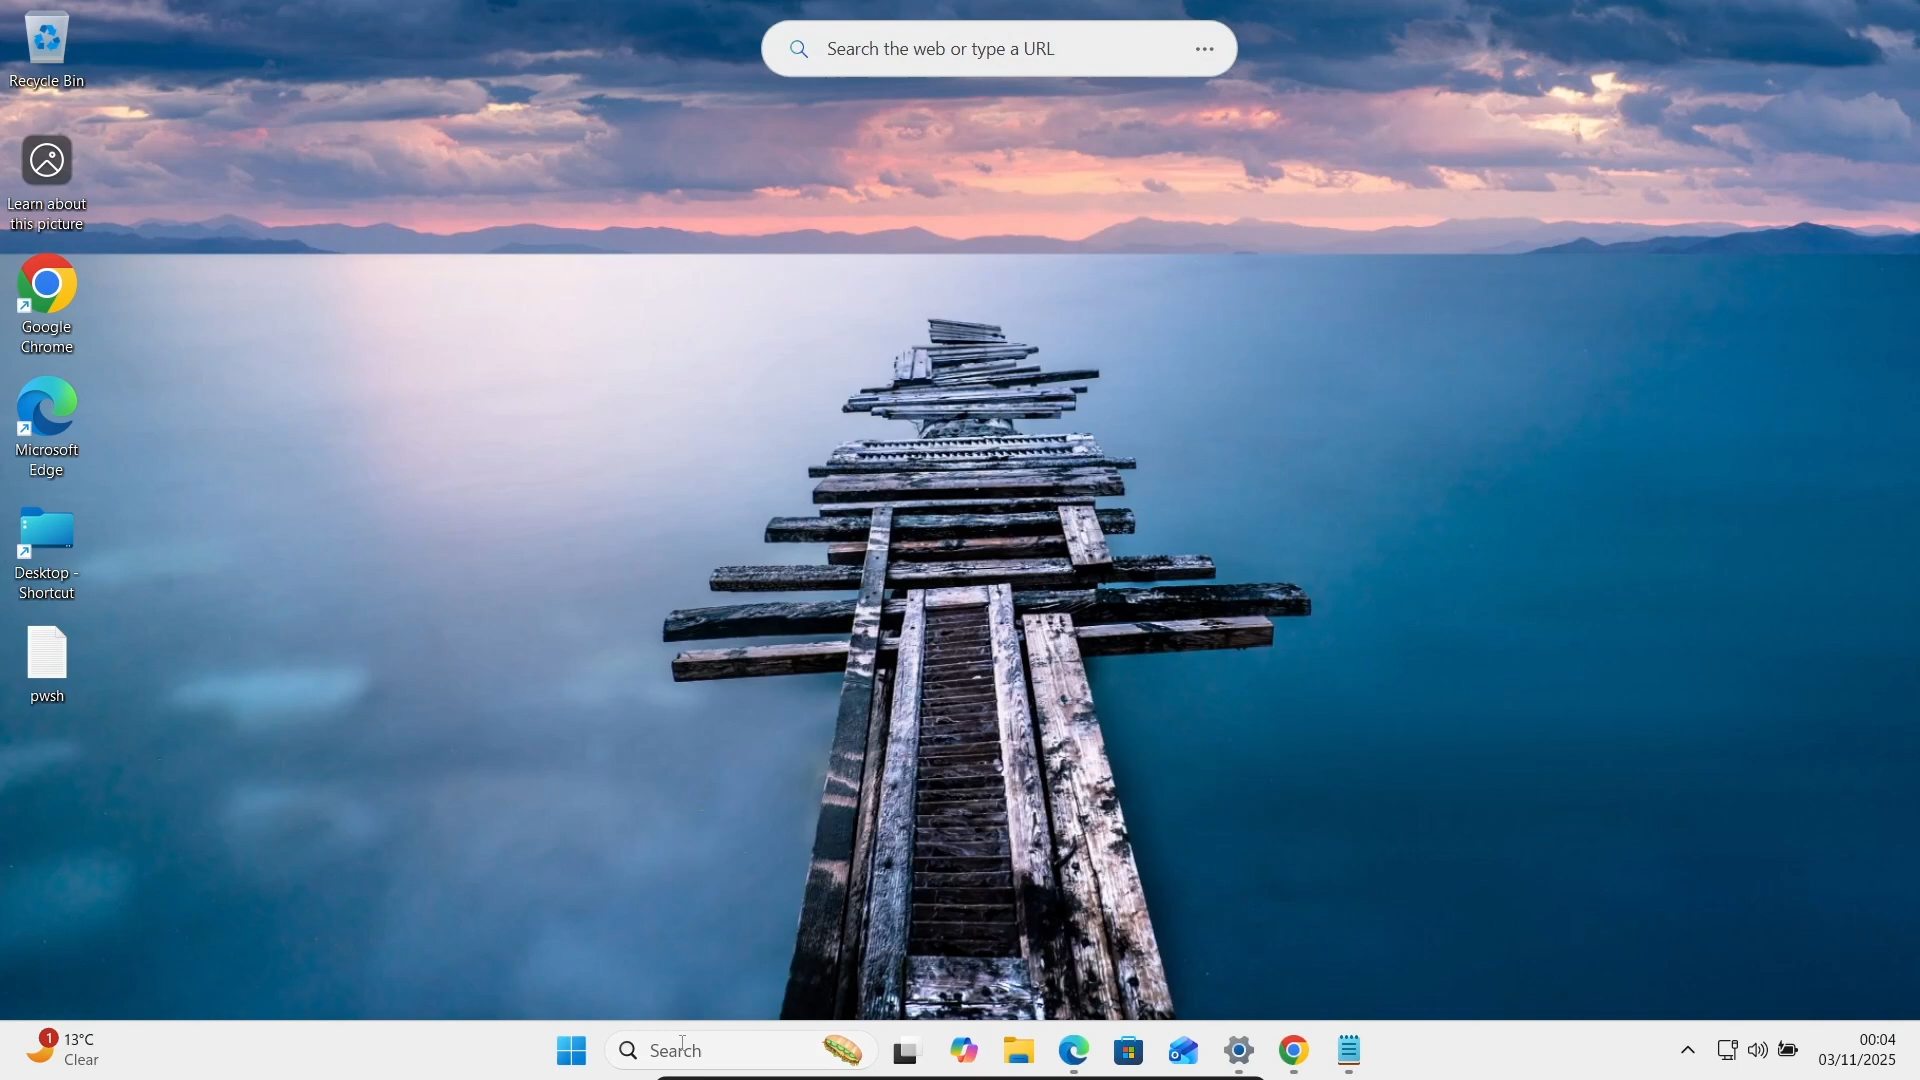 Search the web or type a URL
Recycle Bin
Learn about
this picture
Google
Chrome
Microsoft
Edge
Desktop -
Shortcut
pwsh
1
13°C
Clear
Search
00:04
03/11/2025